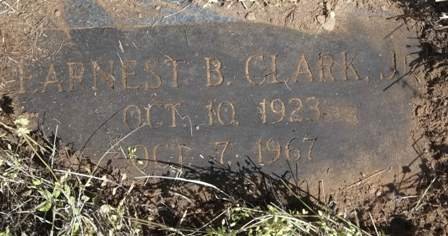 EARNEST B. CLARK, J
OCT. 10, 1923
OCT. 7, 1967